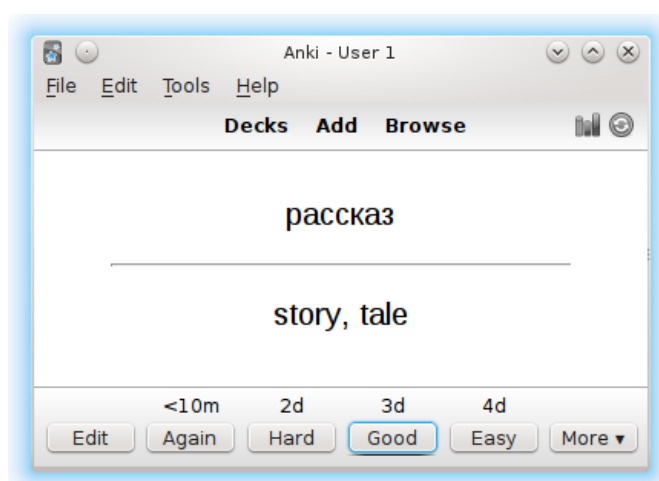 Anki - User 1
File Edit Tools Help
Decks Add Browse
рассказ
story, tale
<10m 2d 3d 4d
Edit Again Hard Good Easy More ▾